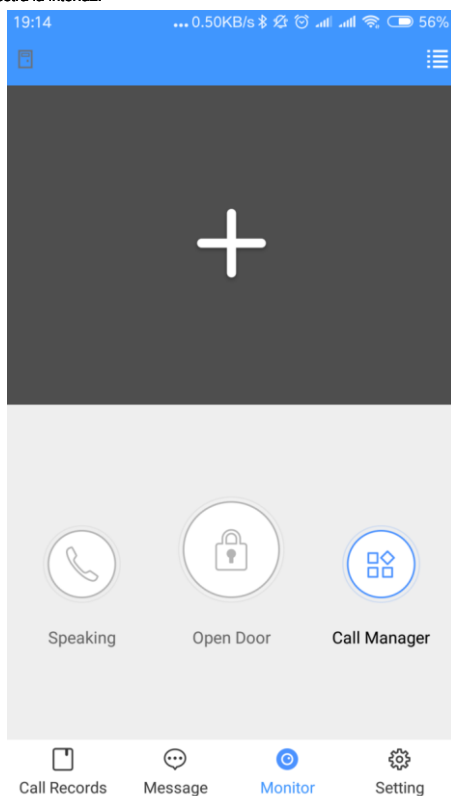 19:14 ... 0.50KB/s 56%
Speaking Open Door Call Manager
Call Records Message Monitor Setting